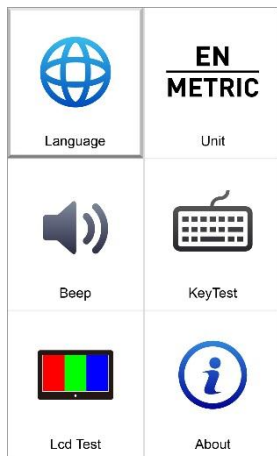 EN
METRIC
Language
Unit
Beep
KeyTest
Lcd Test
About